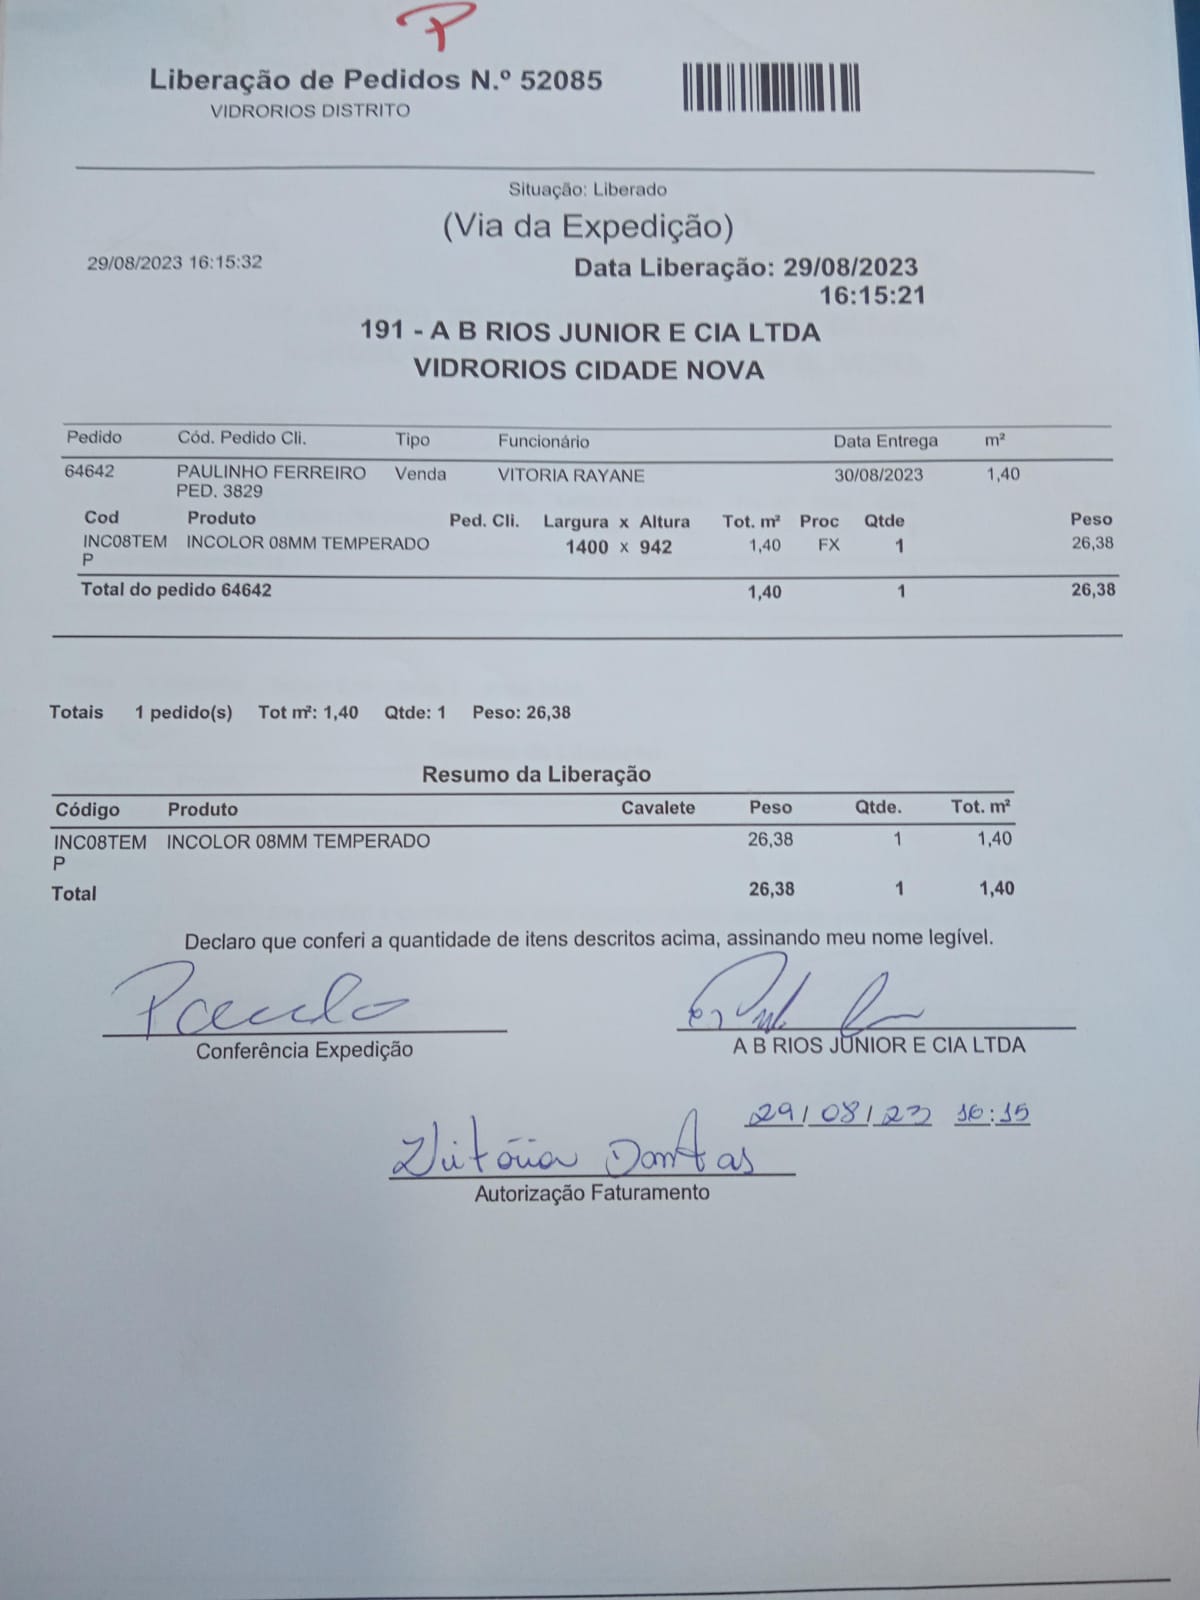 P
Liberação de Pedidos N.º 52085
VIDRORIOS DISTRITO
Situação: Liberado
(Via da Expedição)
29/08/2023 16:15:32
Data Liberação: 29/08/2023
16:15:21
191 - A B RIOS JUNIOR E CIA LTDA
VIDRORIOS CIDADE NOVA
Pedido Cód. Pedido Cli. Tipo Funcionário Data Entrega m²
64642 PAULINHO FERREIRO Venda VITORIA RAYANE 30/08/2023 1,40
PED. 3829
Cod Produto Ped. Cli. Largura x Altura Tot. m² Proc Qtde Peso
INC08TEM INCOLOR 08MM TEMPERADO 1400 x 942 1,40 FX 1 26,38
P
Total do pedido 64642 1,40 1 26,38
Totais 1 pedido(s) Tot m²: 1,40 Qtde: 1 Peso: 26,38
Resumo da Liberação
Código Produto Cavalete Peso Qtde. Tot. m²
INC08TEM INCOLOR 08MM TEMPERADO 26,38 1 1,40
P
Total 26,38 1 1,40
Declaro que conferi a quantidade de itens descritos acima, assinando meu nome legível.
Paulo
Conferência Expedição
A B RIOS JUNIOR E CIA LTDA
29/08/23 16:15
Vitória Dantas
Autorização Faturamento